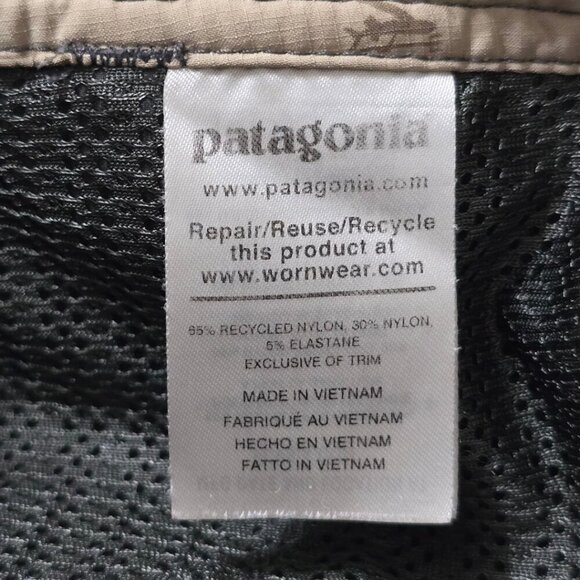 patagonia
www.patagonia.com
Repair/Reuse/Recycle
this product at
www.wornwear.com
65% RECYCLED NYLON, 30% NYLON,
5% ELASTANE
EXCLUSIVE OF TRIM
MADE IN VIETNAM
FABRIQUÉ AU VIETNAM
HECHO EN VIETNAM
FATTO IN VIETNAM